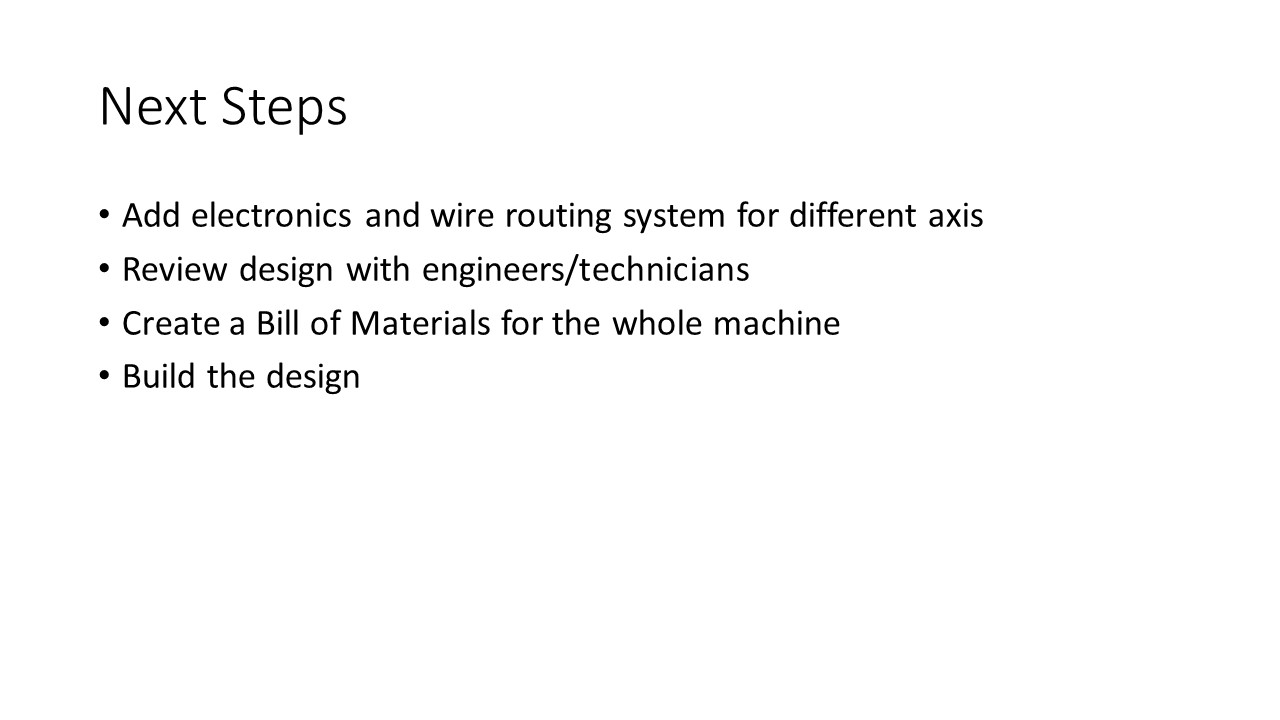 Next Steps
• Add electronics and wire routing system for different axis
• Review design with engineers/technicians
• Create a Bill of Materials for the whole machine
• Build the design